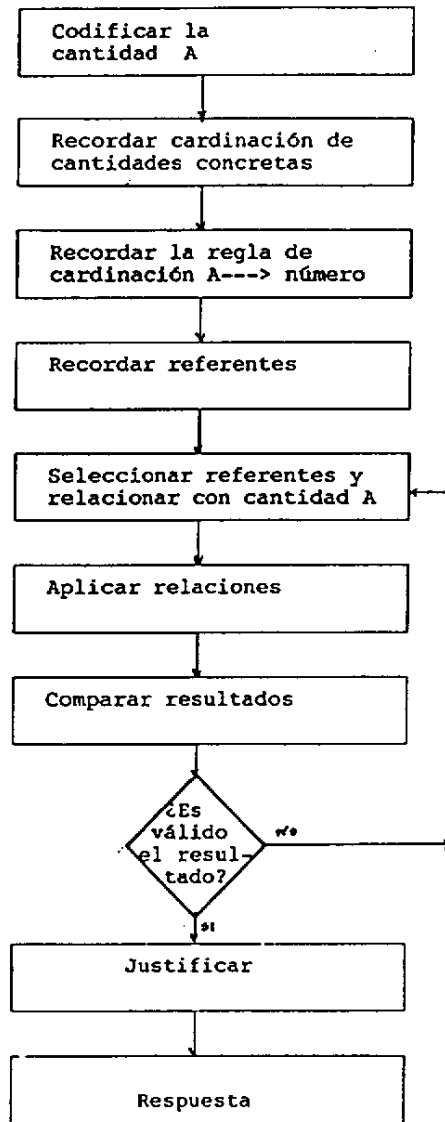 Codificar la
cantidad A
Recordar cardinación de
cantidades concretas
Recordar la regla de
cardinación A---> número
Recordar referentes
Seleccionar referentes y
relacionar con cantidad A
Aplicar relaciones
Comparar resultados
¿Es
válido
el resul-
tado?
NO
SI
Justificar
Respuesta